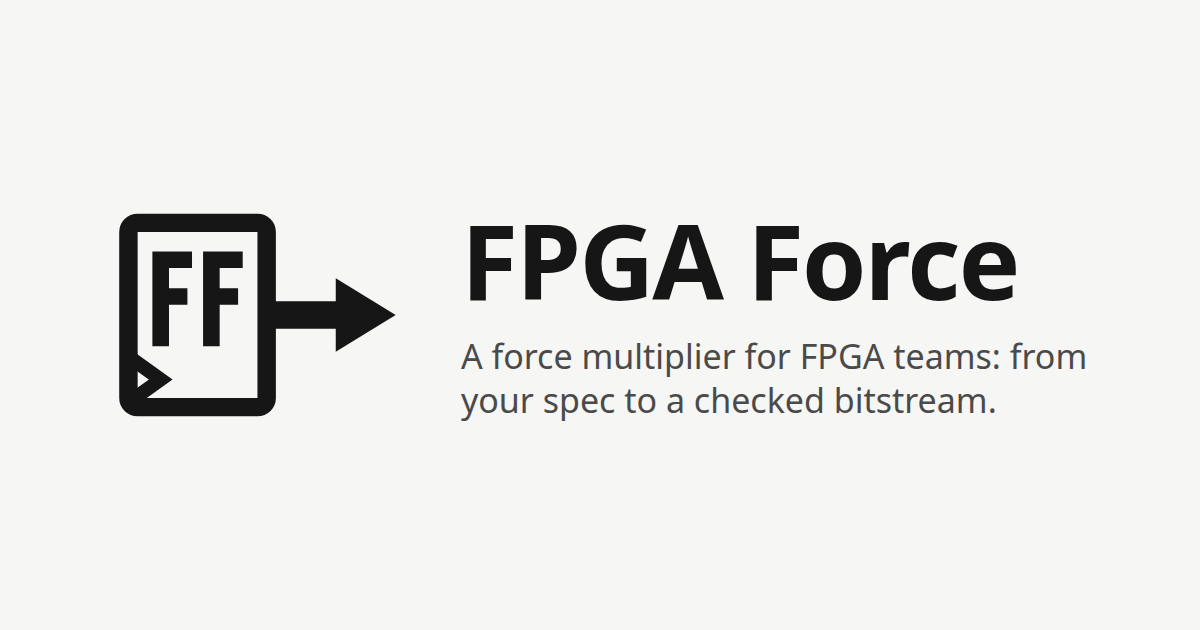 FF
FPGA Force
A force multiplier for FPGA teams: from
your spec to a checked bitstream.